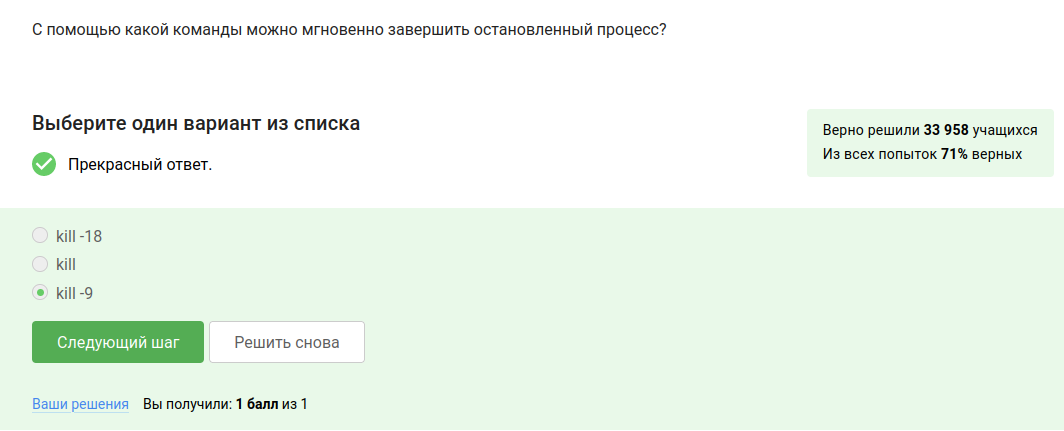 С помощью какой команды можно мгновенно завершить остановленный процесс?
Выберите один вариант из списка
Прекрасный ответ.
Верно решили 33 958 учащихся
Из всех попыток 71% верных
kill -18
kill
kill -9
Следующий шаг
Решить снова
Ваши решения Вы получили: 1 балл из 1